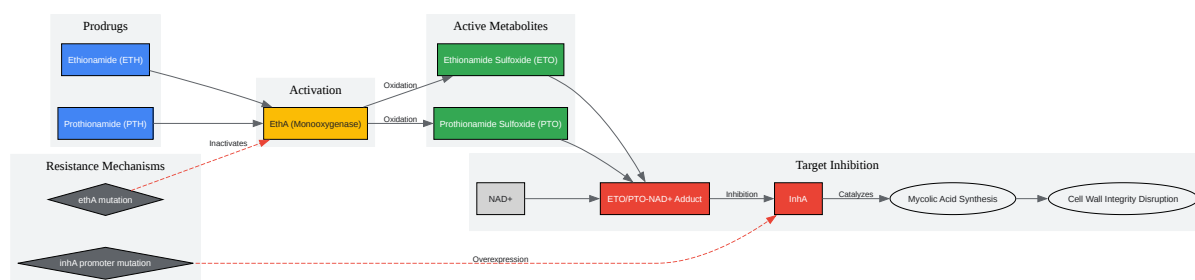 Prodrugs
Ethionamide (ETH)
Prothionamide (PTH)
Activation
EthA (Monooxygenase)
Oxidation
Oxidation
Active Metabolites
Ethionamide Sulfoxide (ETO)
Prothionamide Sulfoxide (PTO)
Resistance Mechanisms
ethA mutation
Inactivates
inhA promoter mutation
Overexpression
Target Inhibition
NAD+
ETO/PTO-NAD+ Adduct
Inhibition
InhA
Catalyzes
Mycolic Acid Synthesis
Cell Wall Integrity Disruption